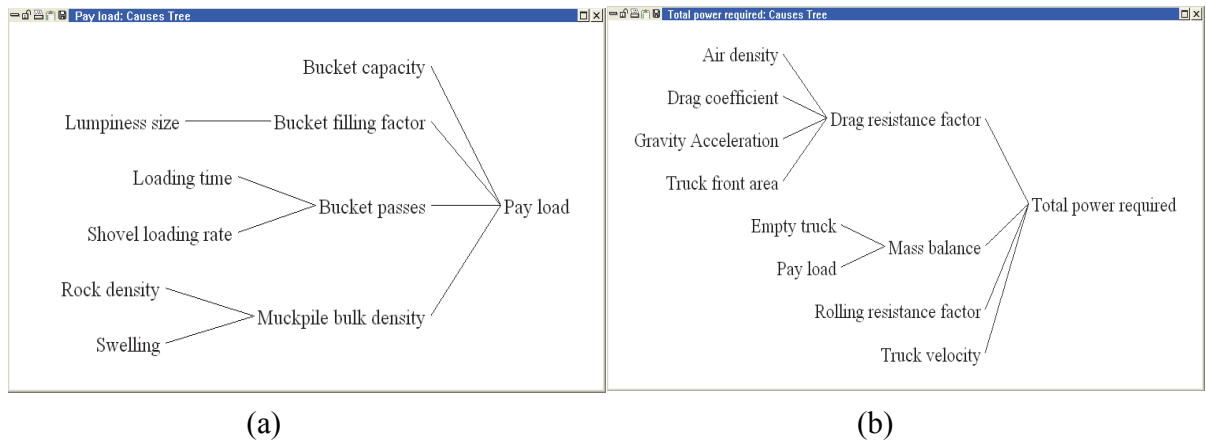 Pay load: Causes Tree
Bucket capacity
Lumpiness size
Bucket filling factor
Loading time
Bucket passes
Pay load
Shovel loading rate
Rock density
Muckpile bulk density
Swelling
(a)
Total power required: Causes Tree
Air density
Drag coefficient
Drag resistance factor
Gravity Acceleration
Truck front area
Total power required
Empty truck
Mass balance
Pay load
Rolling resistance factor
Truck velocity
(b)